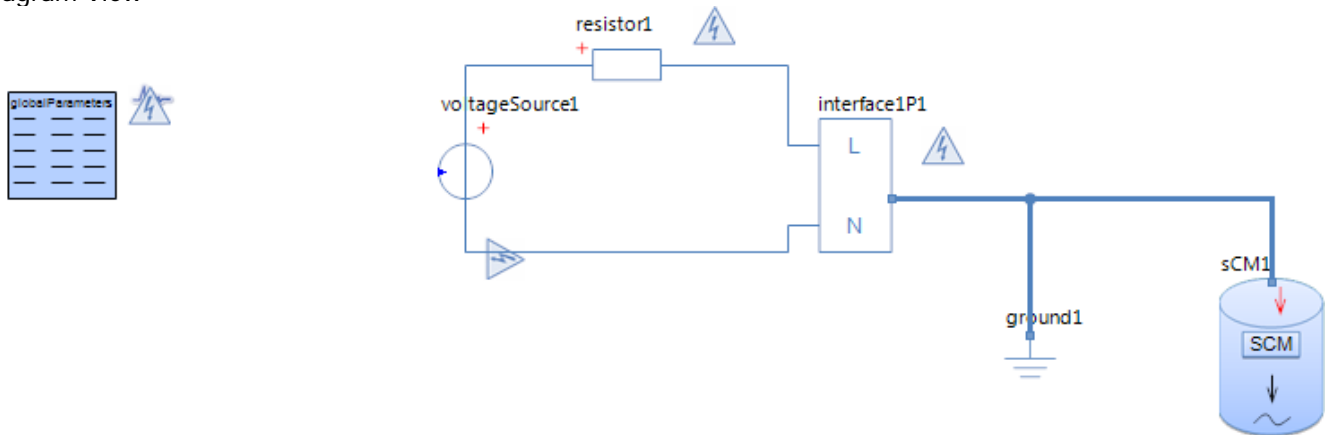 resistor1
globalParameters
voltageSource1
interface1P1
L
N
sCM1
ground1
SCM